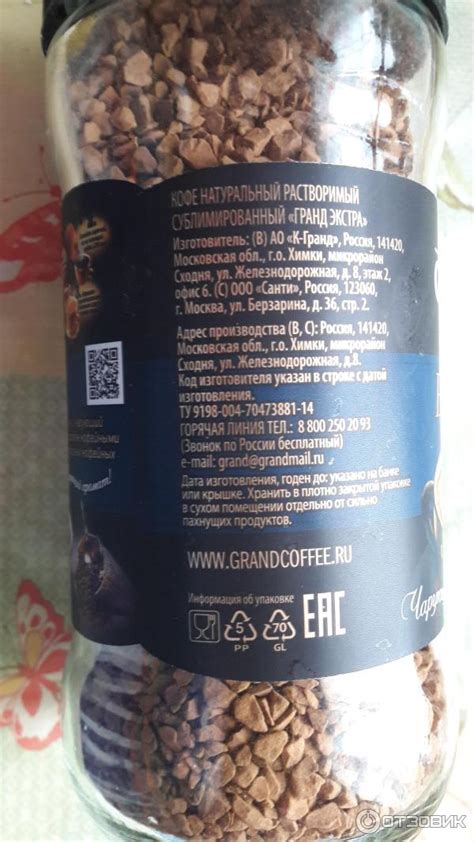 КОФЕ НАТУРАЛЬНЫЙ РАСТВОРИМЫЙ
СУБЛИМИРОВАННЫЙ «ГРАНД ЭКСТРА»
Изготовитель: (В) АО «К-Гранд», Россия, 141420,
Московская обл., г.о. Химки, микрорайон
Сходня, ул. Железнодорожная, д. 8, этаж 2,
офис 6. (С) ООО «Санти», Россия, 123060,
г. Москва, ул. Берзарина, д. 36, стр. 2.
Адрес производства (В, С): Россия, 141420,
Московская обл., г.о. Химки, микрорайон
Сходня, ул. Железнодорожная, д.8.
Код изготовителя указан в строке с датой
изготовления.
ТУ 9198-004-70473881-14
ГОРЯЧАЯ ЛИНИЯ ТЕЛ.: 8 800 250 20 93
(Звонок по России бесплатный)
e-mail: grand@grandmail.ru
Дата изготовления, годен до: указано на банке
или крышке. Хранить в плотно закрытой упаковке
в сухом помещении отдельно от сильно
пахнущих продуктов.
WWW.GRANDCOFFEE.RU
Информация об упаковке
5
PP
70
GL
EAC
ОТЗОВИК